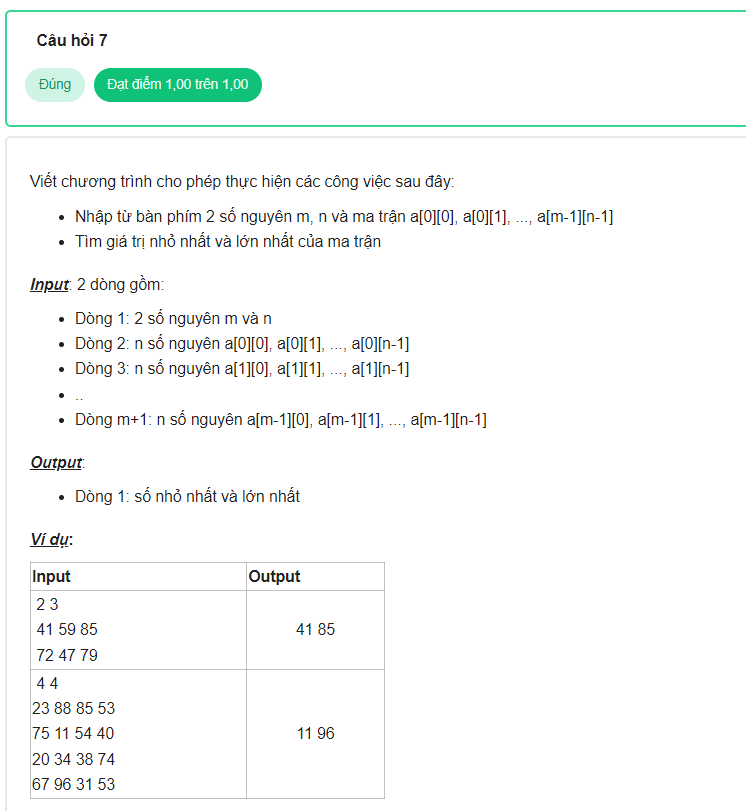 Câu hỏi 7
Đúng
Đạt điểm 1,00 trên 1,00
Viết chương trình cho phép thực hiện các công việc sau đây:
• Nhập từ bàn phím 2 số nguyên m, n và ma trận a[0][0], a[0][1], ..., a[m-1][n-1]
• Tìm giá trị nhỏ nhất và lớn nhất của ma trận
Input: 2 dòng gồm:
• Dòng 1: 2 số nguyên m và n
• Dòng 2: n số nguyên a[0][0], a[0][1], ..., a[0][n-1]
• Dòng 3: n số nguyên a[1][0], a[1][1], ..., a[1][n-1]
• ..
• Dòng m+1: n số nguyên a[m-1][0], a[m-1][1], ..., a[m-1][n-1]
Output:
• Dòng 1: số nhỏ nhất và lớn nhất
Ví dụ:
Input Output
2 3
41 59 85
72 47 79
41 85
4 4
23 88 85 53
75 11 54 40
20 34 38 74
67 96 31 53
11 96